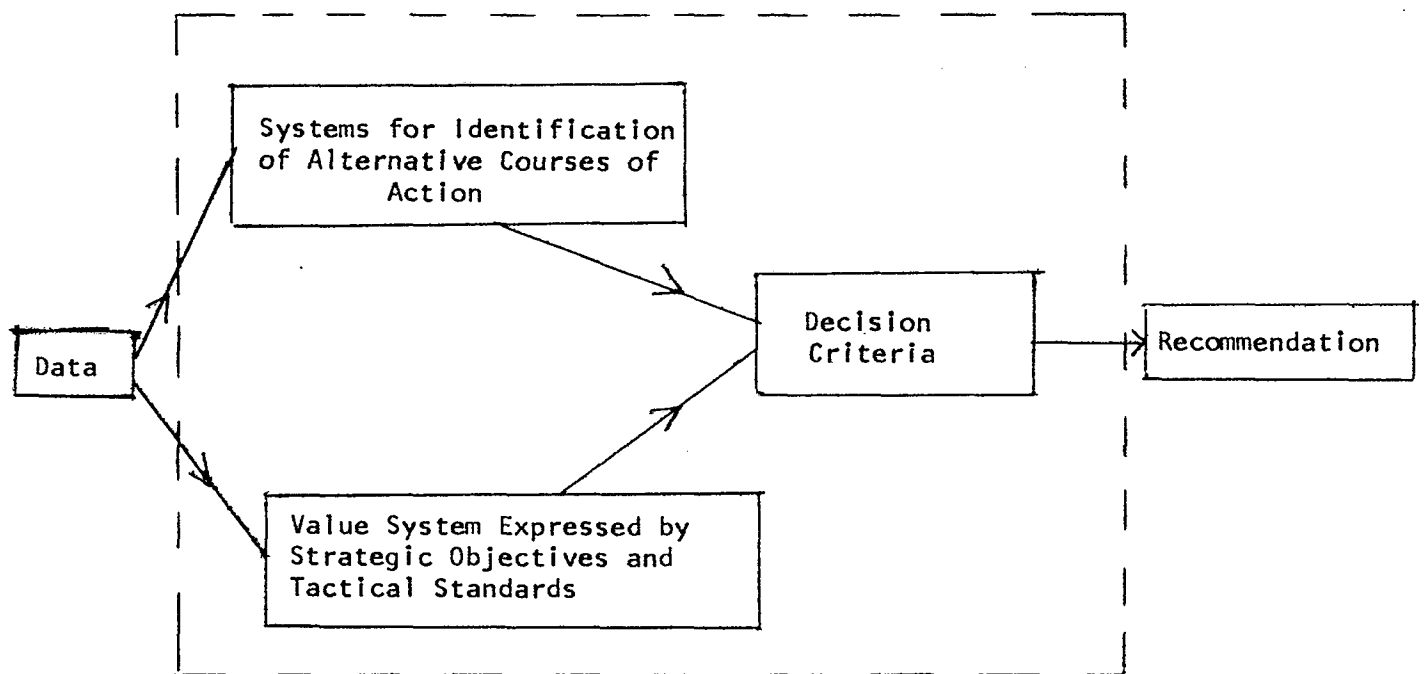 Systems for Identification
of Alternative Courses of
Action
Data
Decision
Criteria
Recommendation
Value System Expressed by
Strategic Objectives and
Tactical Standards